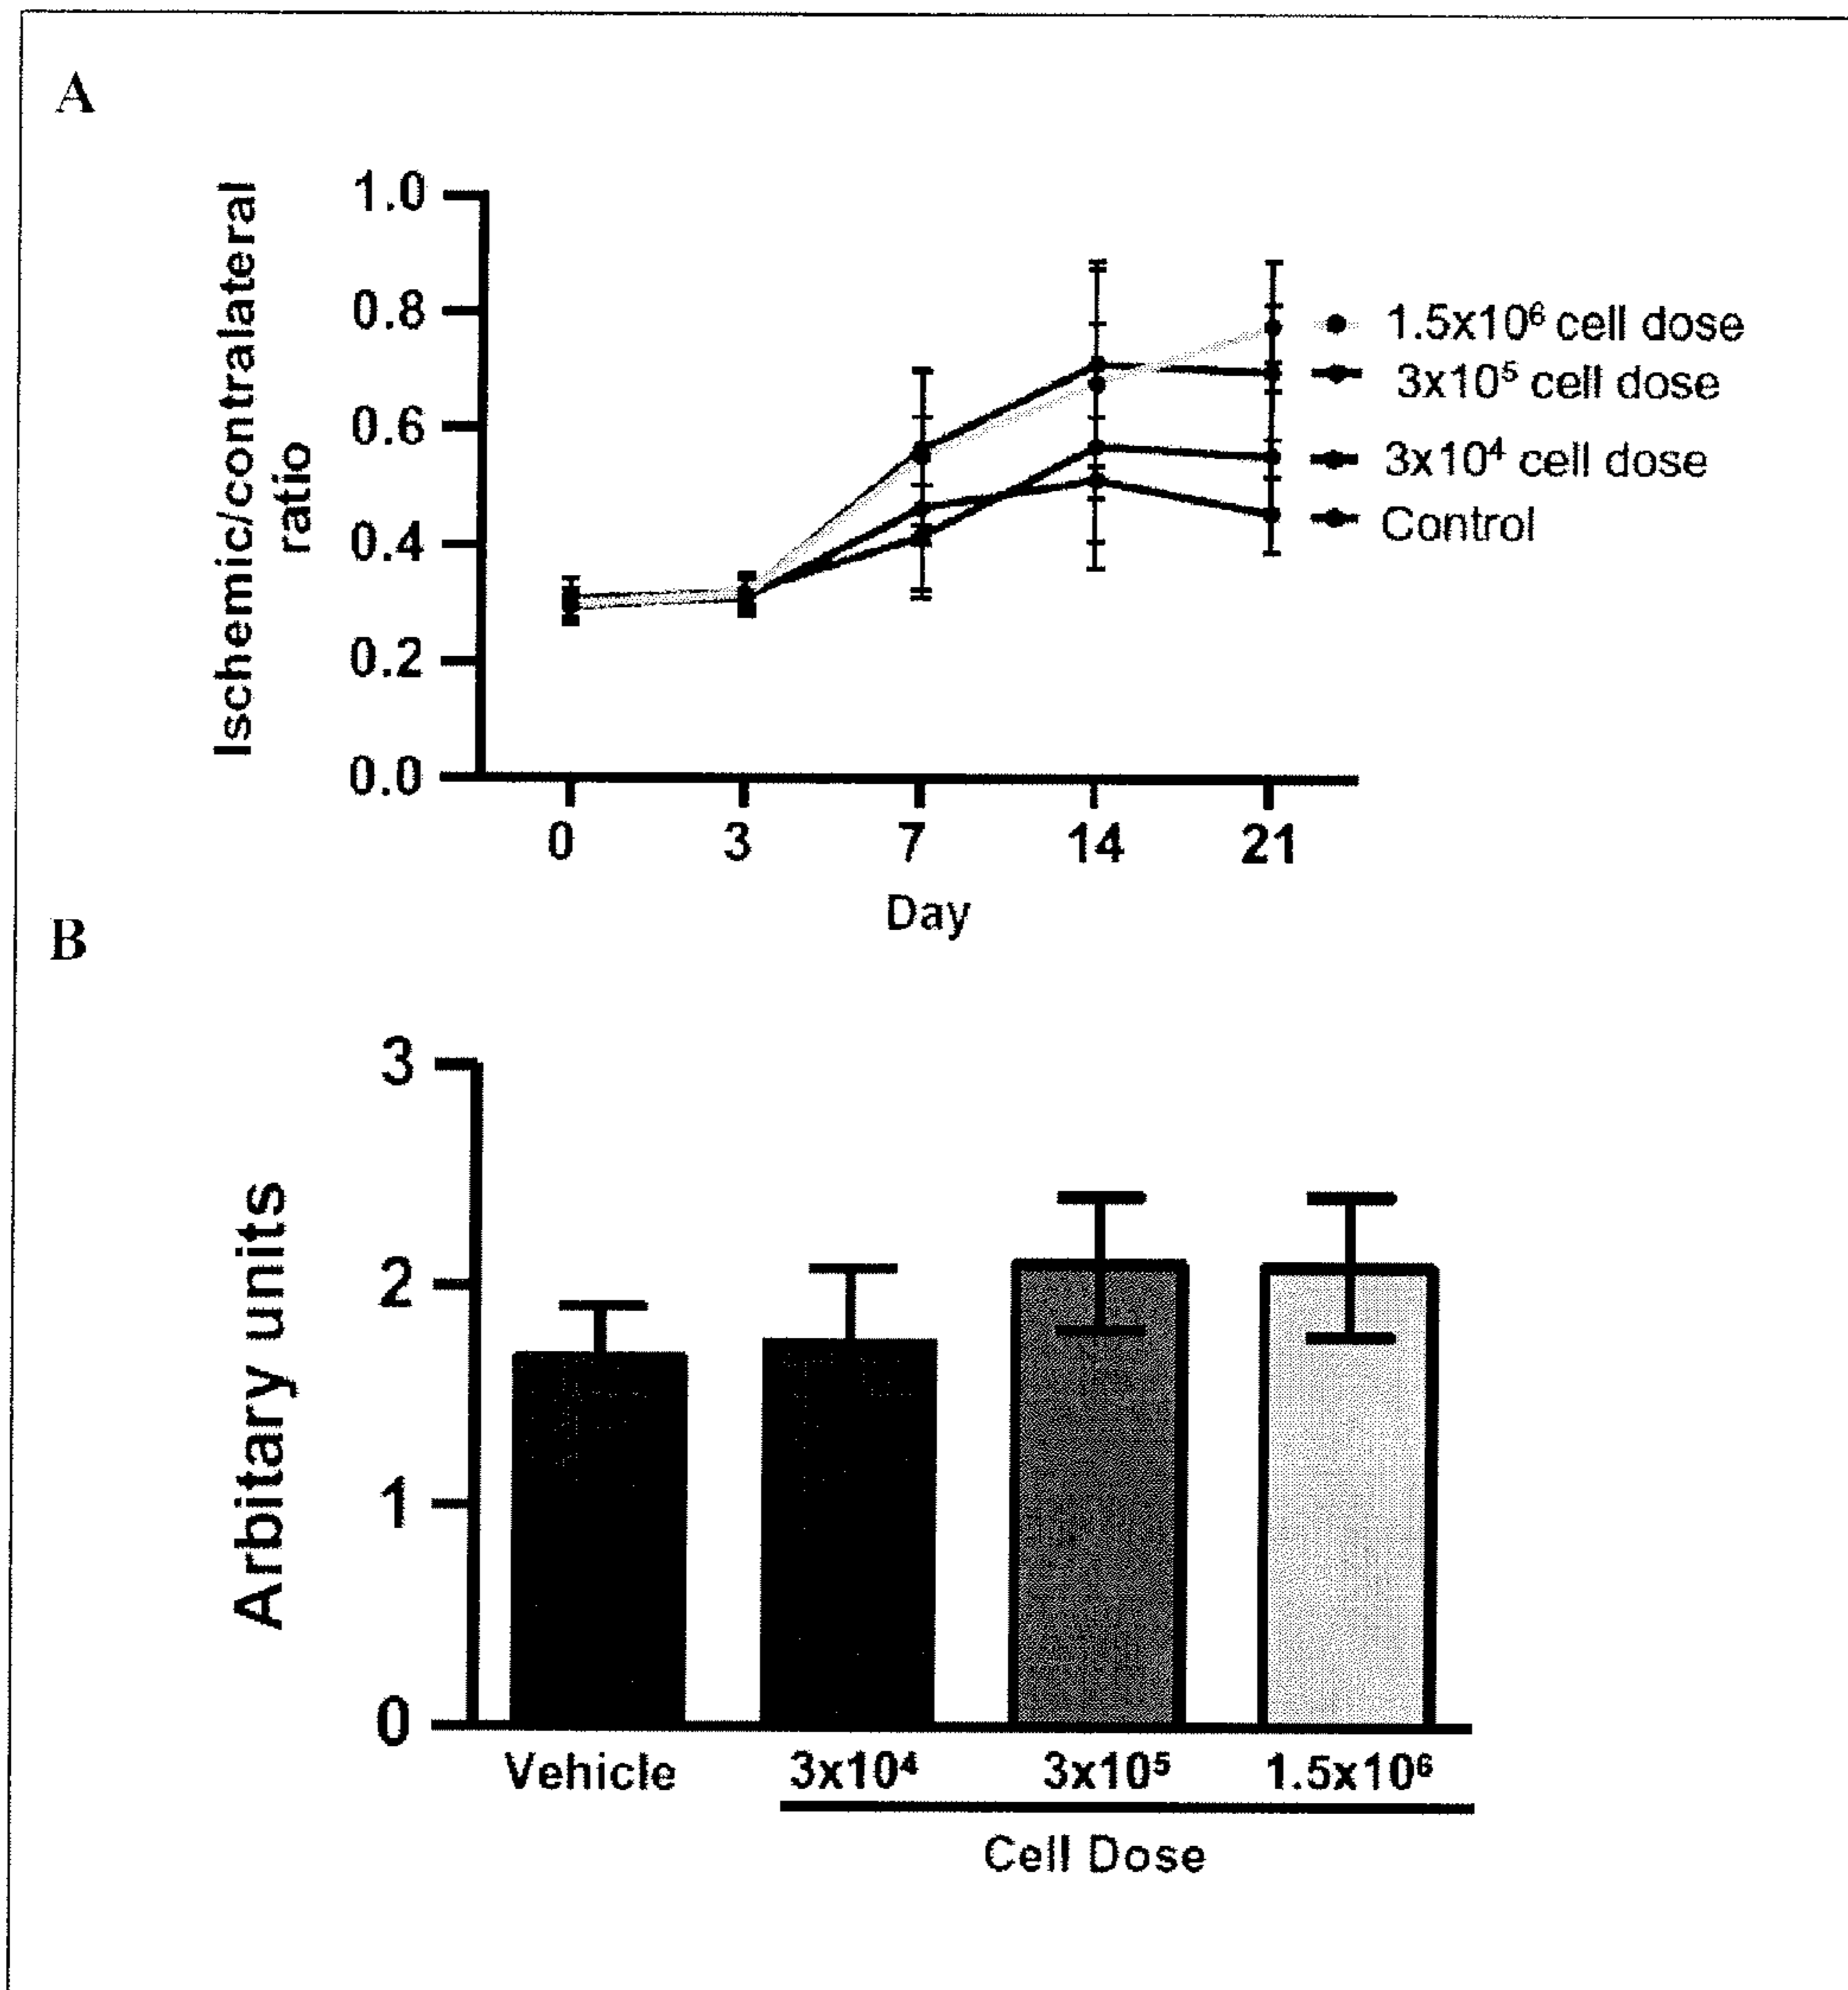 A
Ischemic/contralateral
ratio
1.0
0.8
0.6
0.4
0.2
0.0
0 3 7 14 21
Day
1.5x10⁶ cell dose
3x10⁵ cell dose
3x10⁴ cell dose
Control
B
Arbitary units
3
2
1
0
Vehicle 3x10⁴ 3x10⁵ 1.5x10⁶
Cell Dose